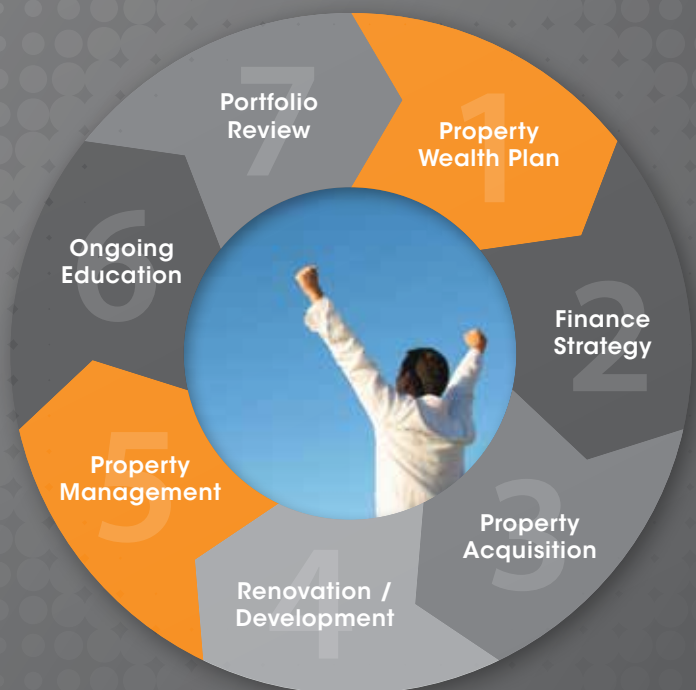 1
Property
Wealth Plan
2
Finance
Strategy
3
Property
Acquisition
4
Renovation /
Development
5
Property
Management
6
Ongoing
Education
7
Portfolio
Review